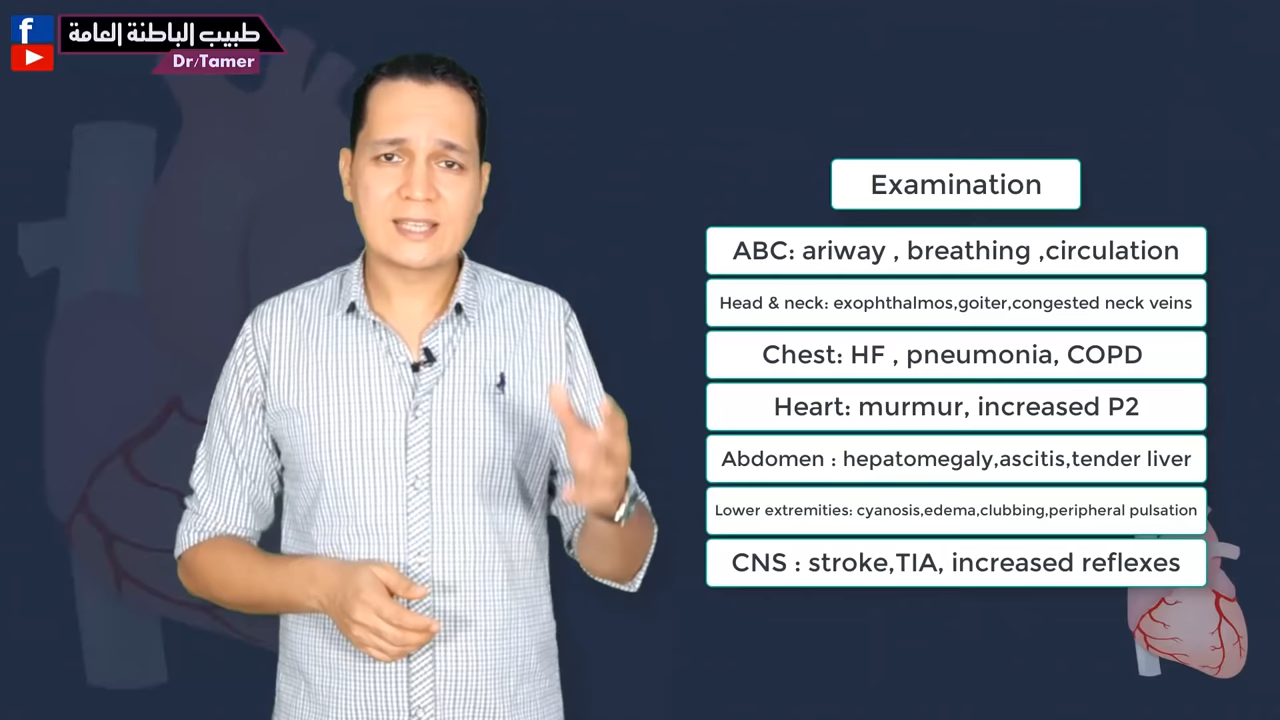 f
طبيب الباطنة العامة
Dr/Tamer
Examination
ABC: ariway , breathing ,circulation
Head & neck: exophthalmos,goiter,congested neck veins
Chest: HF , pneumonia, COPD
Heart: murmur, increased P2
Abdomen : hepatomegaly,ascitis,tender liver
Lower extremities: cyanosis,edema,clubbing,peripheral pulsation
CNS : stroke,TIA, increased reflexes